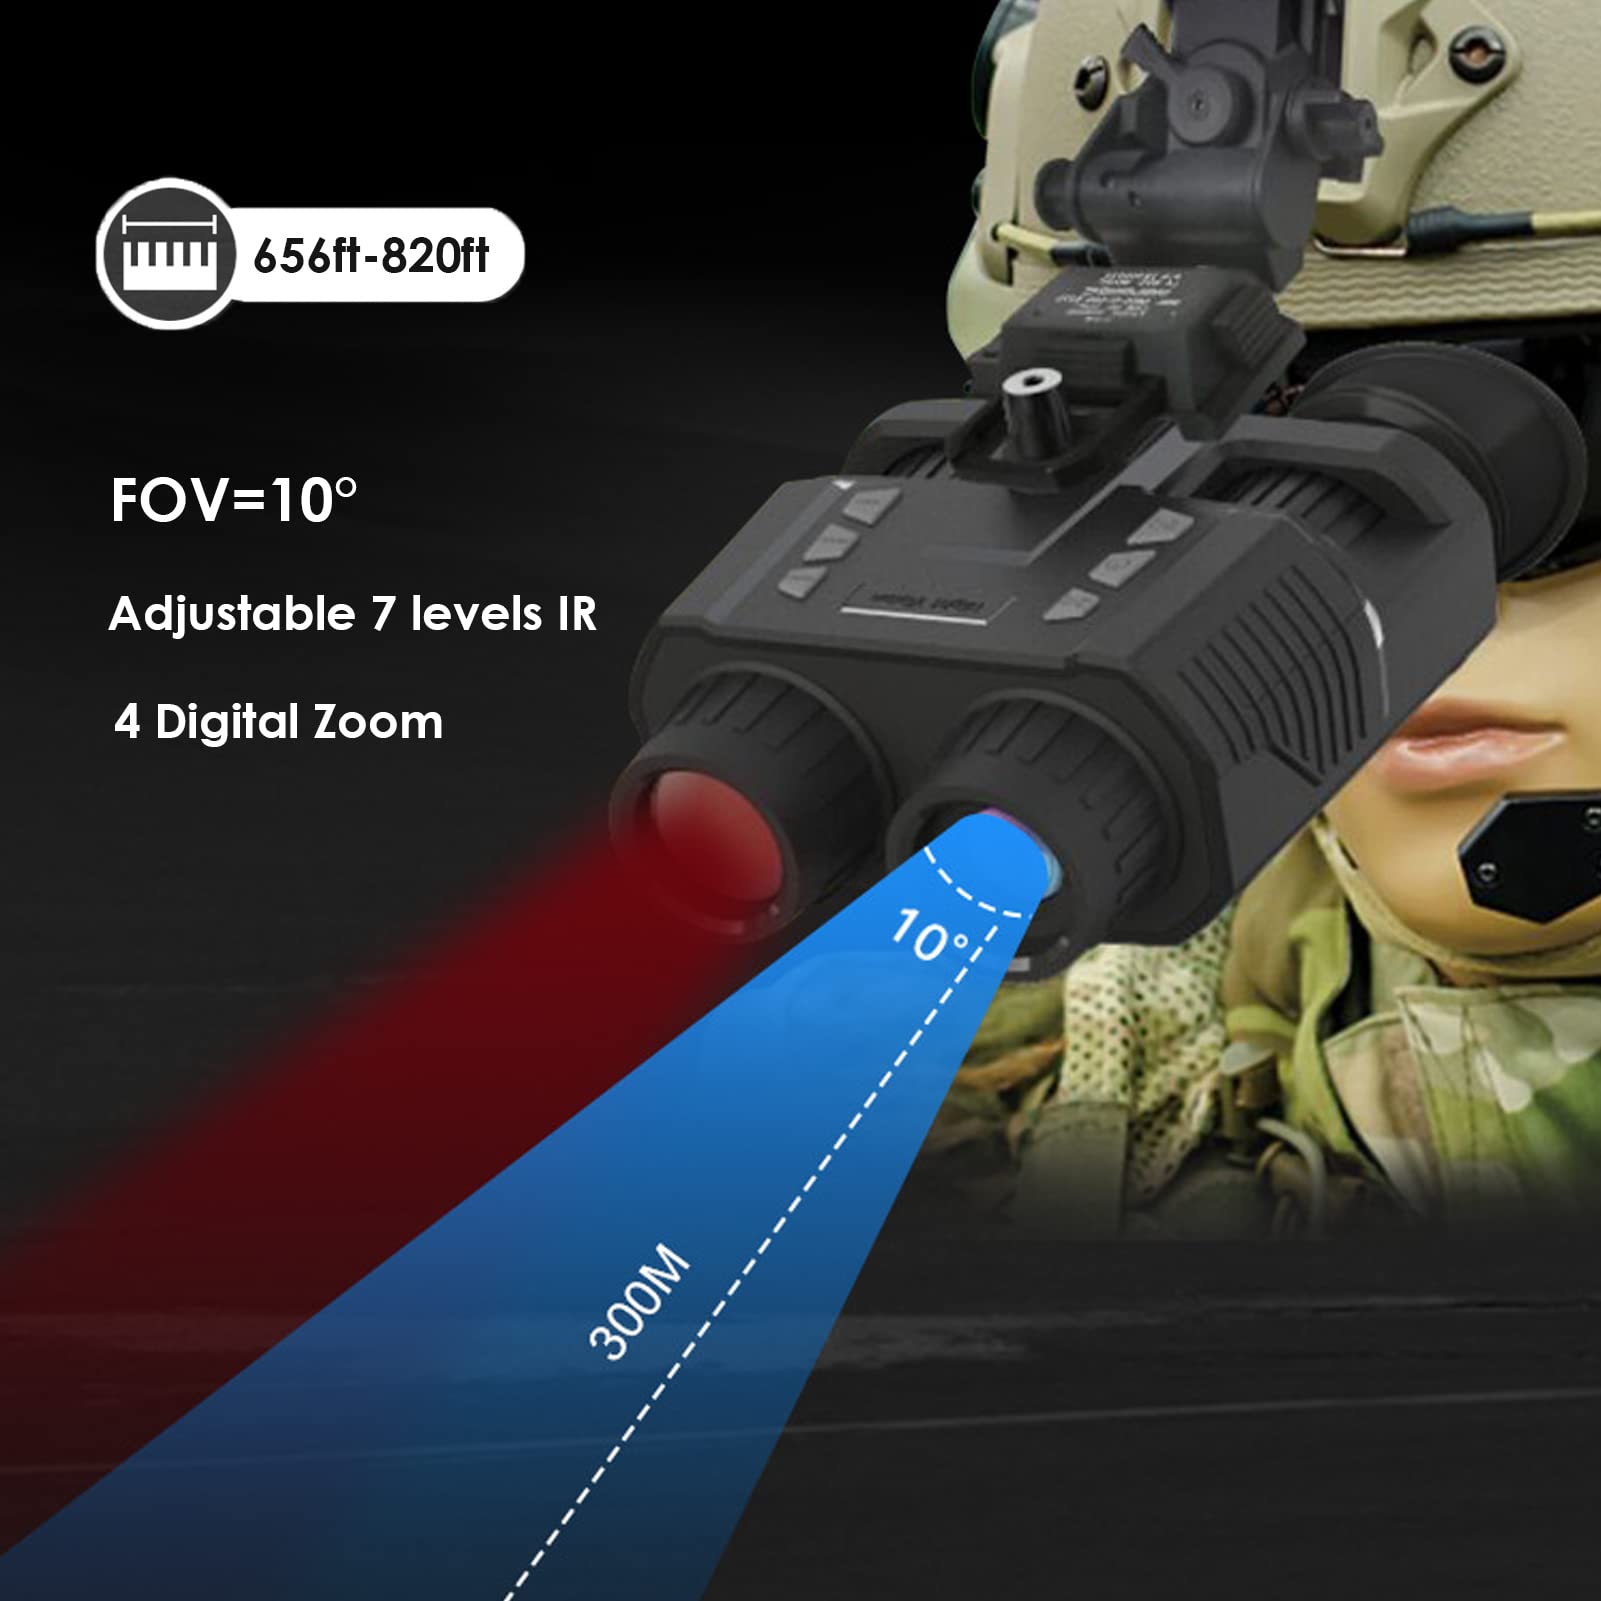 656ft-820ft
FOV=10°
Adjustable 7 levels IR
4 Digital Zoom
10°
300M